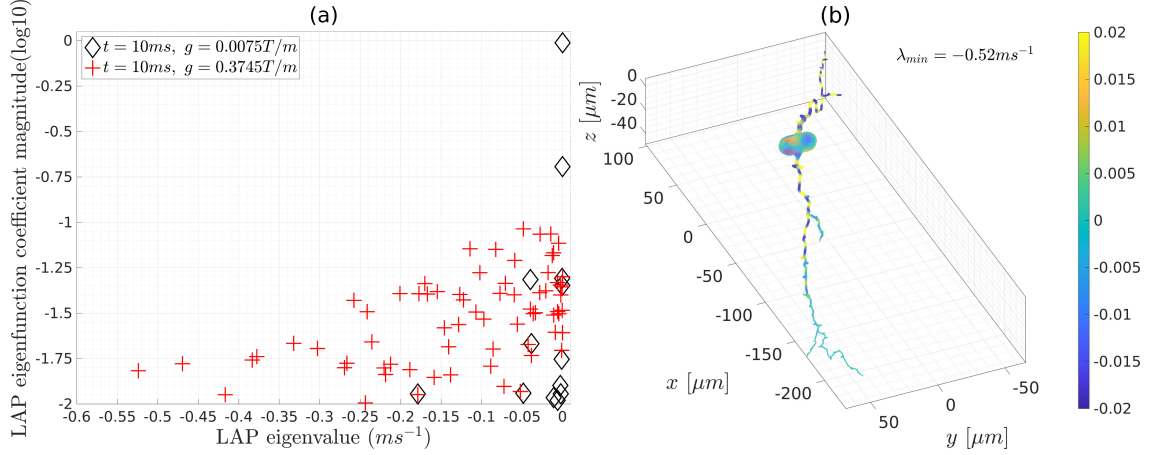 (a)
LAP eigenfunction coefficient magnitude(log10)
t = 10ms, g = 0.0075T/m
t = 10ms, g = 0.3745T/m
0
-0.25
-0.5
-0.75
-1
-1.25
-1.5
-1.75
-2
-0.6 -0.55 -0.5 -0.45 -0.4 -0.35 -0.3 -0.25 -0.2 -0.15 -0.1 -0.05 0
LAP eigenvalue (ms⁻¹)
(b)
λmin = −0.52ms⁻¹
z [μm]
0
-20
-40
100
50
0
-50
-100
-150
-200
x [μm]
50
0
-50
y [μm]
0.02
0.015
0.010
0.005
0
-0.005
-0.010
-0.015
-0.02